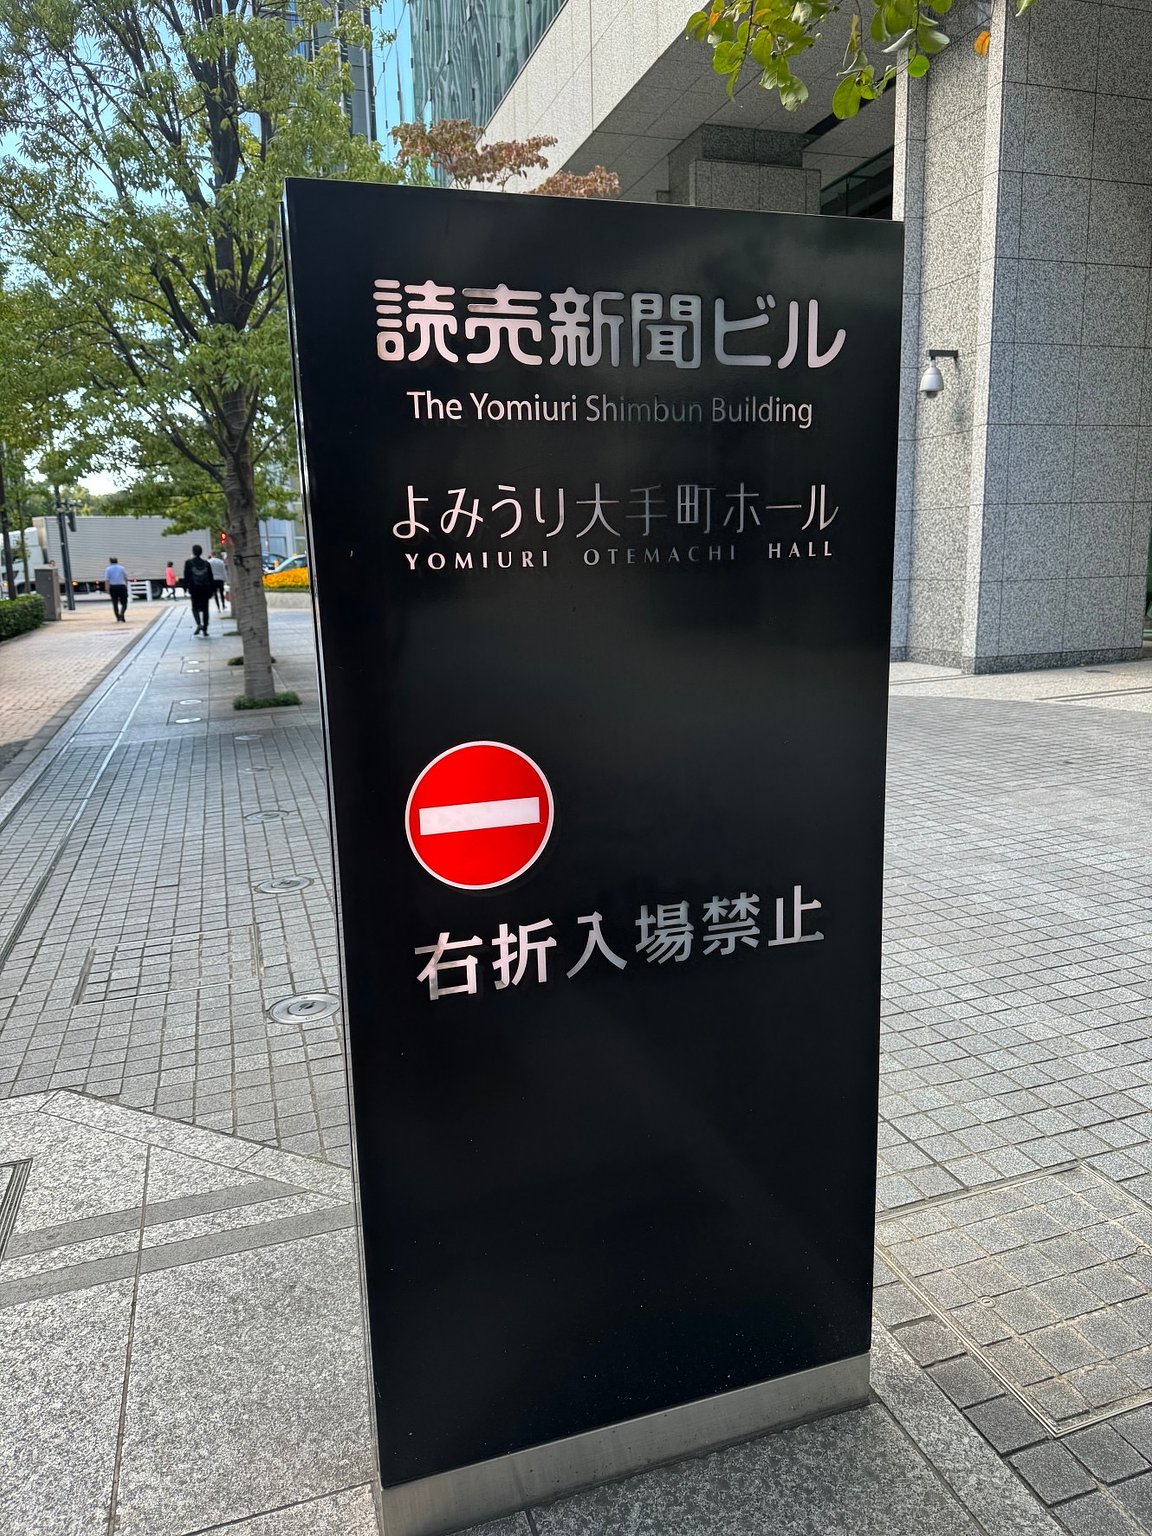 読売新聞ビル
The Yomiuri Shimbun Building
よみうり大手町ホール
YOMIURI OTEMACHI HALL
右折入場禁止